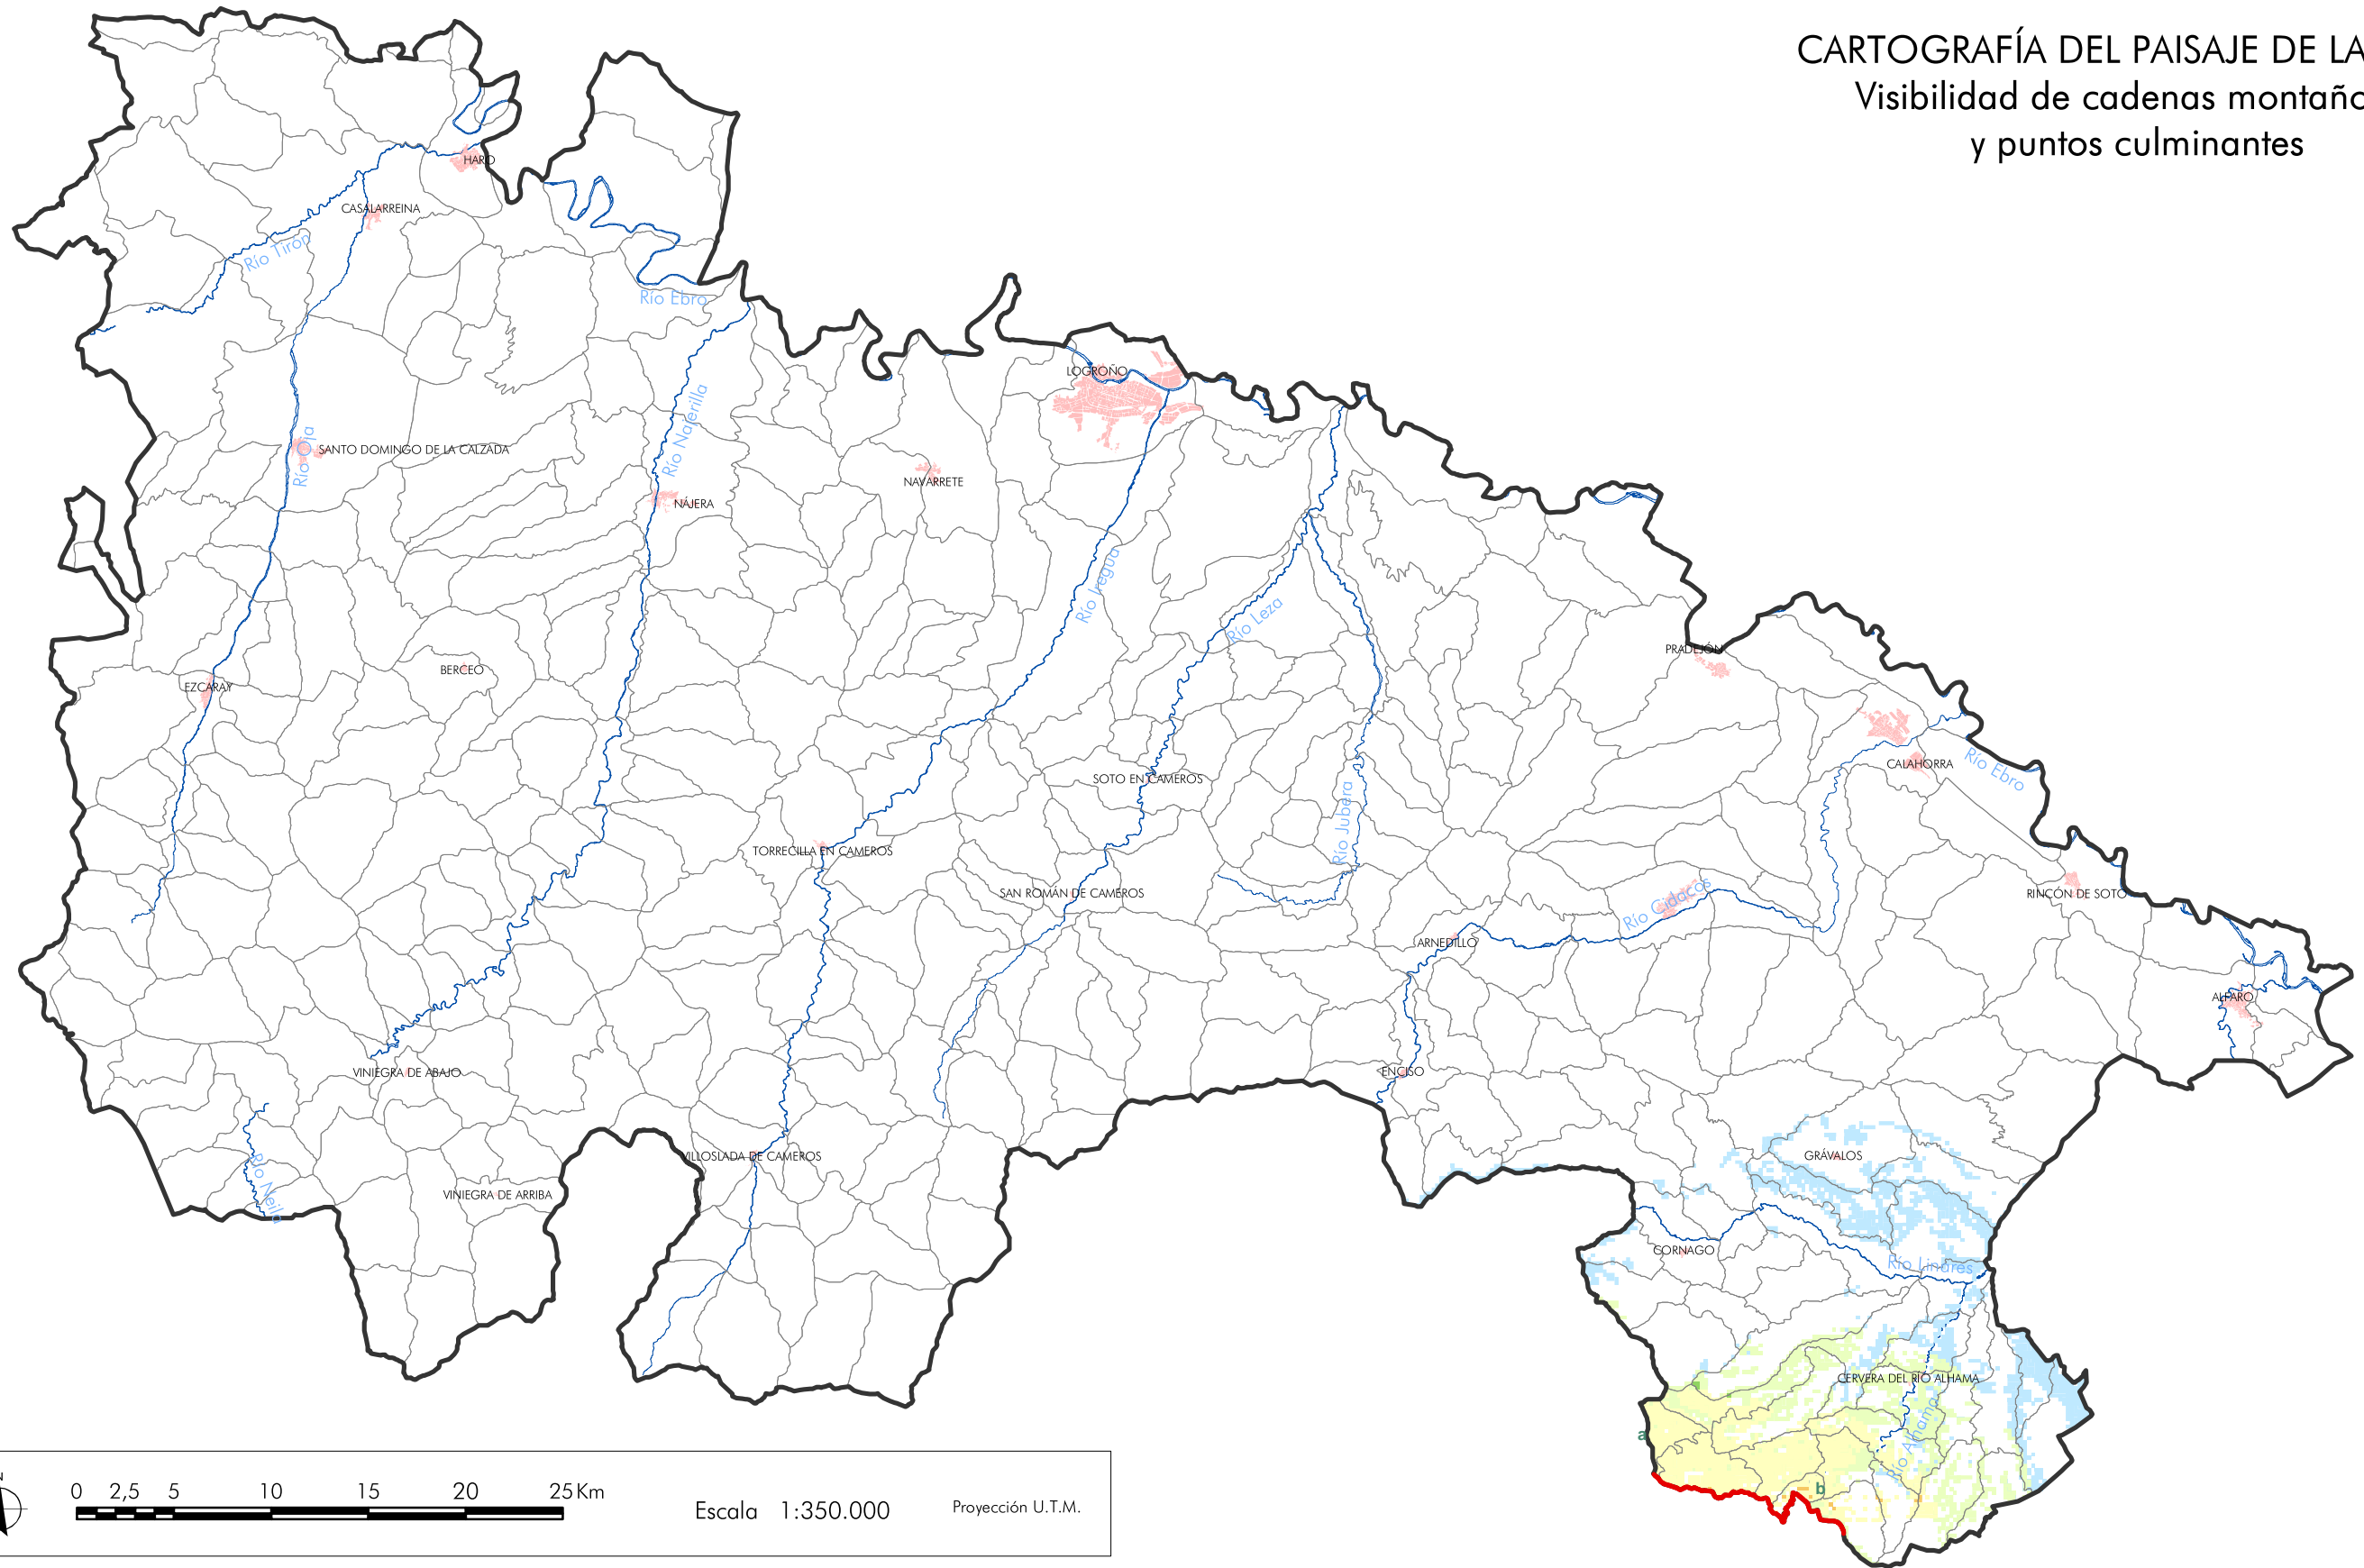 CARTOGRAFÍA DEL PAISAJE DE LA
Visibilidad de cadenas montaño
y puntos culminantes
HARO
CASALARREINA
Río Tirón
Río Ebro
LOGROÑO
Río Najerilla
Río Oja
SANTO DOMINGO DE LA CALZADA
NAVARRETE
NÁJERA
Río Iregua
Río Leza
PRADEJÓN
BERCEO
EZCARAY
SOTO EN CAMEROS
CALAHORRA
Río Ebro
Río Jubera
TORRECILLA EN CAMEROS
SAN ROMÁN DE CAMEROS
Río Cidacos
RINCÓN DE SOTO
ARNEDILLO
ALFARO
VINIEGRA DE ABAJO
ENCISO
VILLOSLADA DE CAMEROS
GRÁVALOS
Río Neila
VINIEGRA DE ARRIBA
CORNAGO
Río Linares
CERVERA DEL RÍO ALHAMA
Río Alhama
a
b
N
0 2,5 5 10 15 20 25 Km
Escala 1:350.000
Proyección U.T.M.